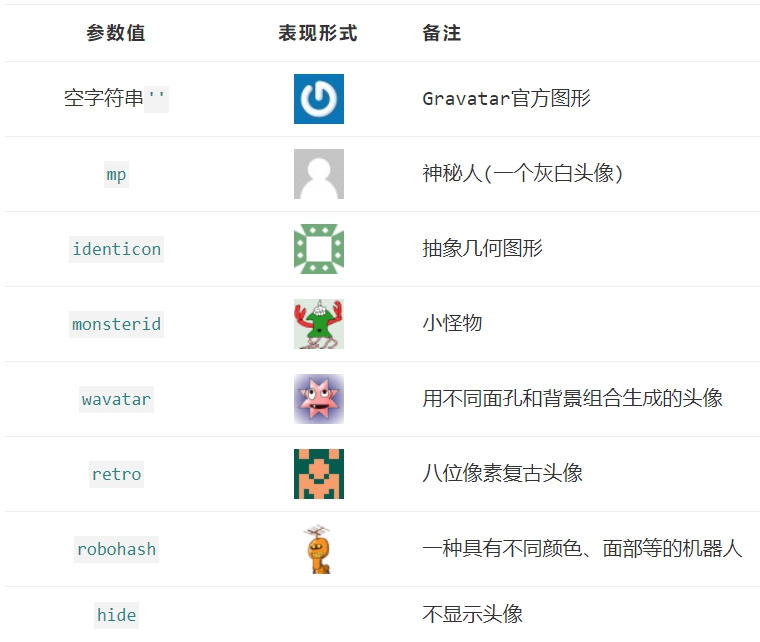 参数值 表现形式 备注
空字符串'' Gravatar官方图形
mp 神秘人(一个灰白头像)
identicon 抽象几何图形
monsterid 小怪物
wavatar 用不同面孔和背景组合生成的头像
retro 八位像素复古头像
robohash 一种具有不同颜色、面部等的机器人
hide 不显示头像